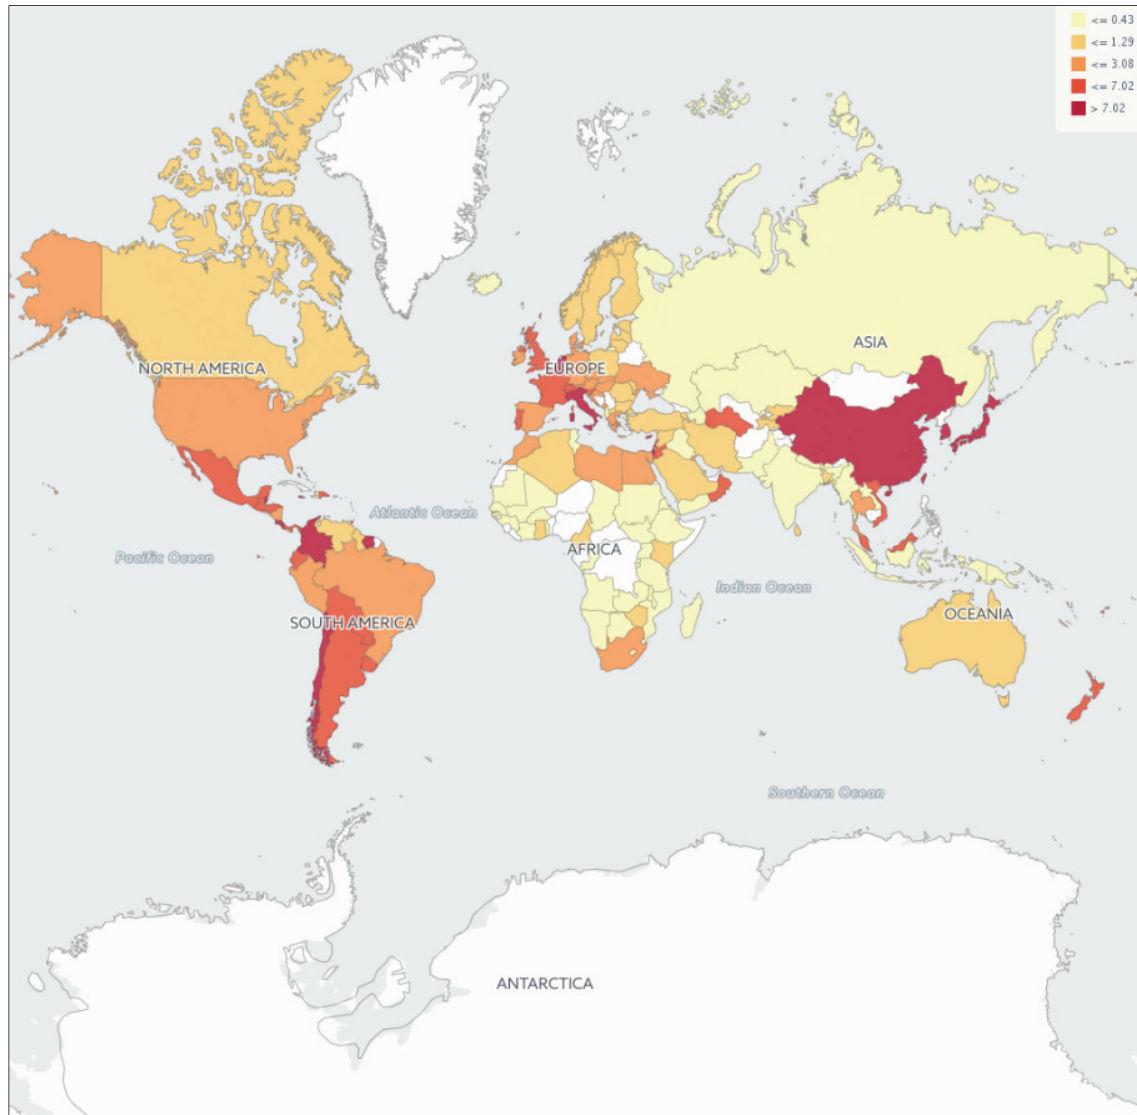 <= 0.43
<= 1.29
<= 3.08
<= 7.02
> 7.02
ASIA
NORTH AMERICA
EUROPE
Atlantic Ocean
AFRICA
Pacific Ocean
Indian Ocean
OCEANIA
SOUTH AMERICA
Southern Ocean
ANTARCTICA